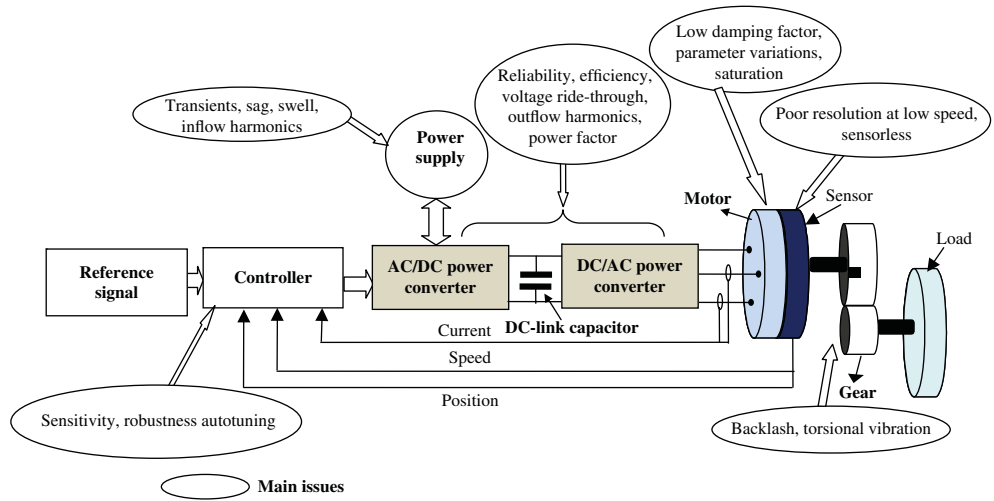 Low damping factor,
parameter variations,
saturation
Reliability, efficiency,
voltage ride-through,
outflow harmonics,
power factor
Transients, sag, swell,
inflow harmonics
Poor resolution at low speed,
sensorless
Power
supply
Motor
Sensor
Load
Reference
signal
Controller
AC/DC power
converter
DC/AC power
converter
Current
DC-link capacitor
Speed
Position
Gear
Sensitivity, robustness autotuning
Backlash, torsional vibration
Main issues